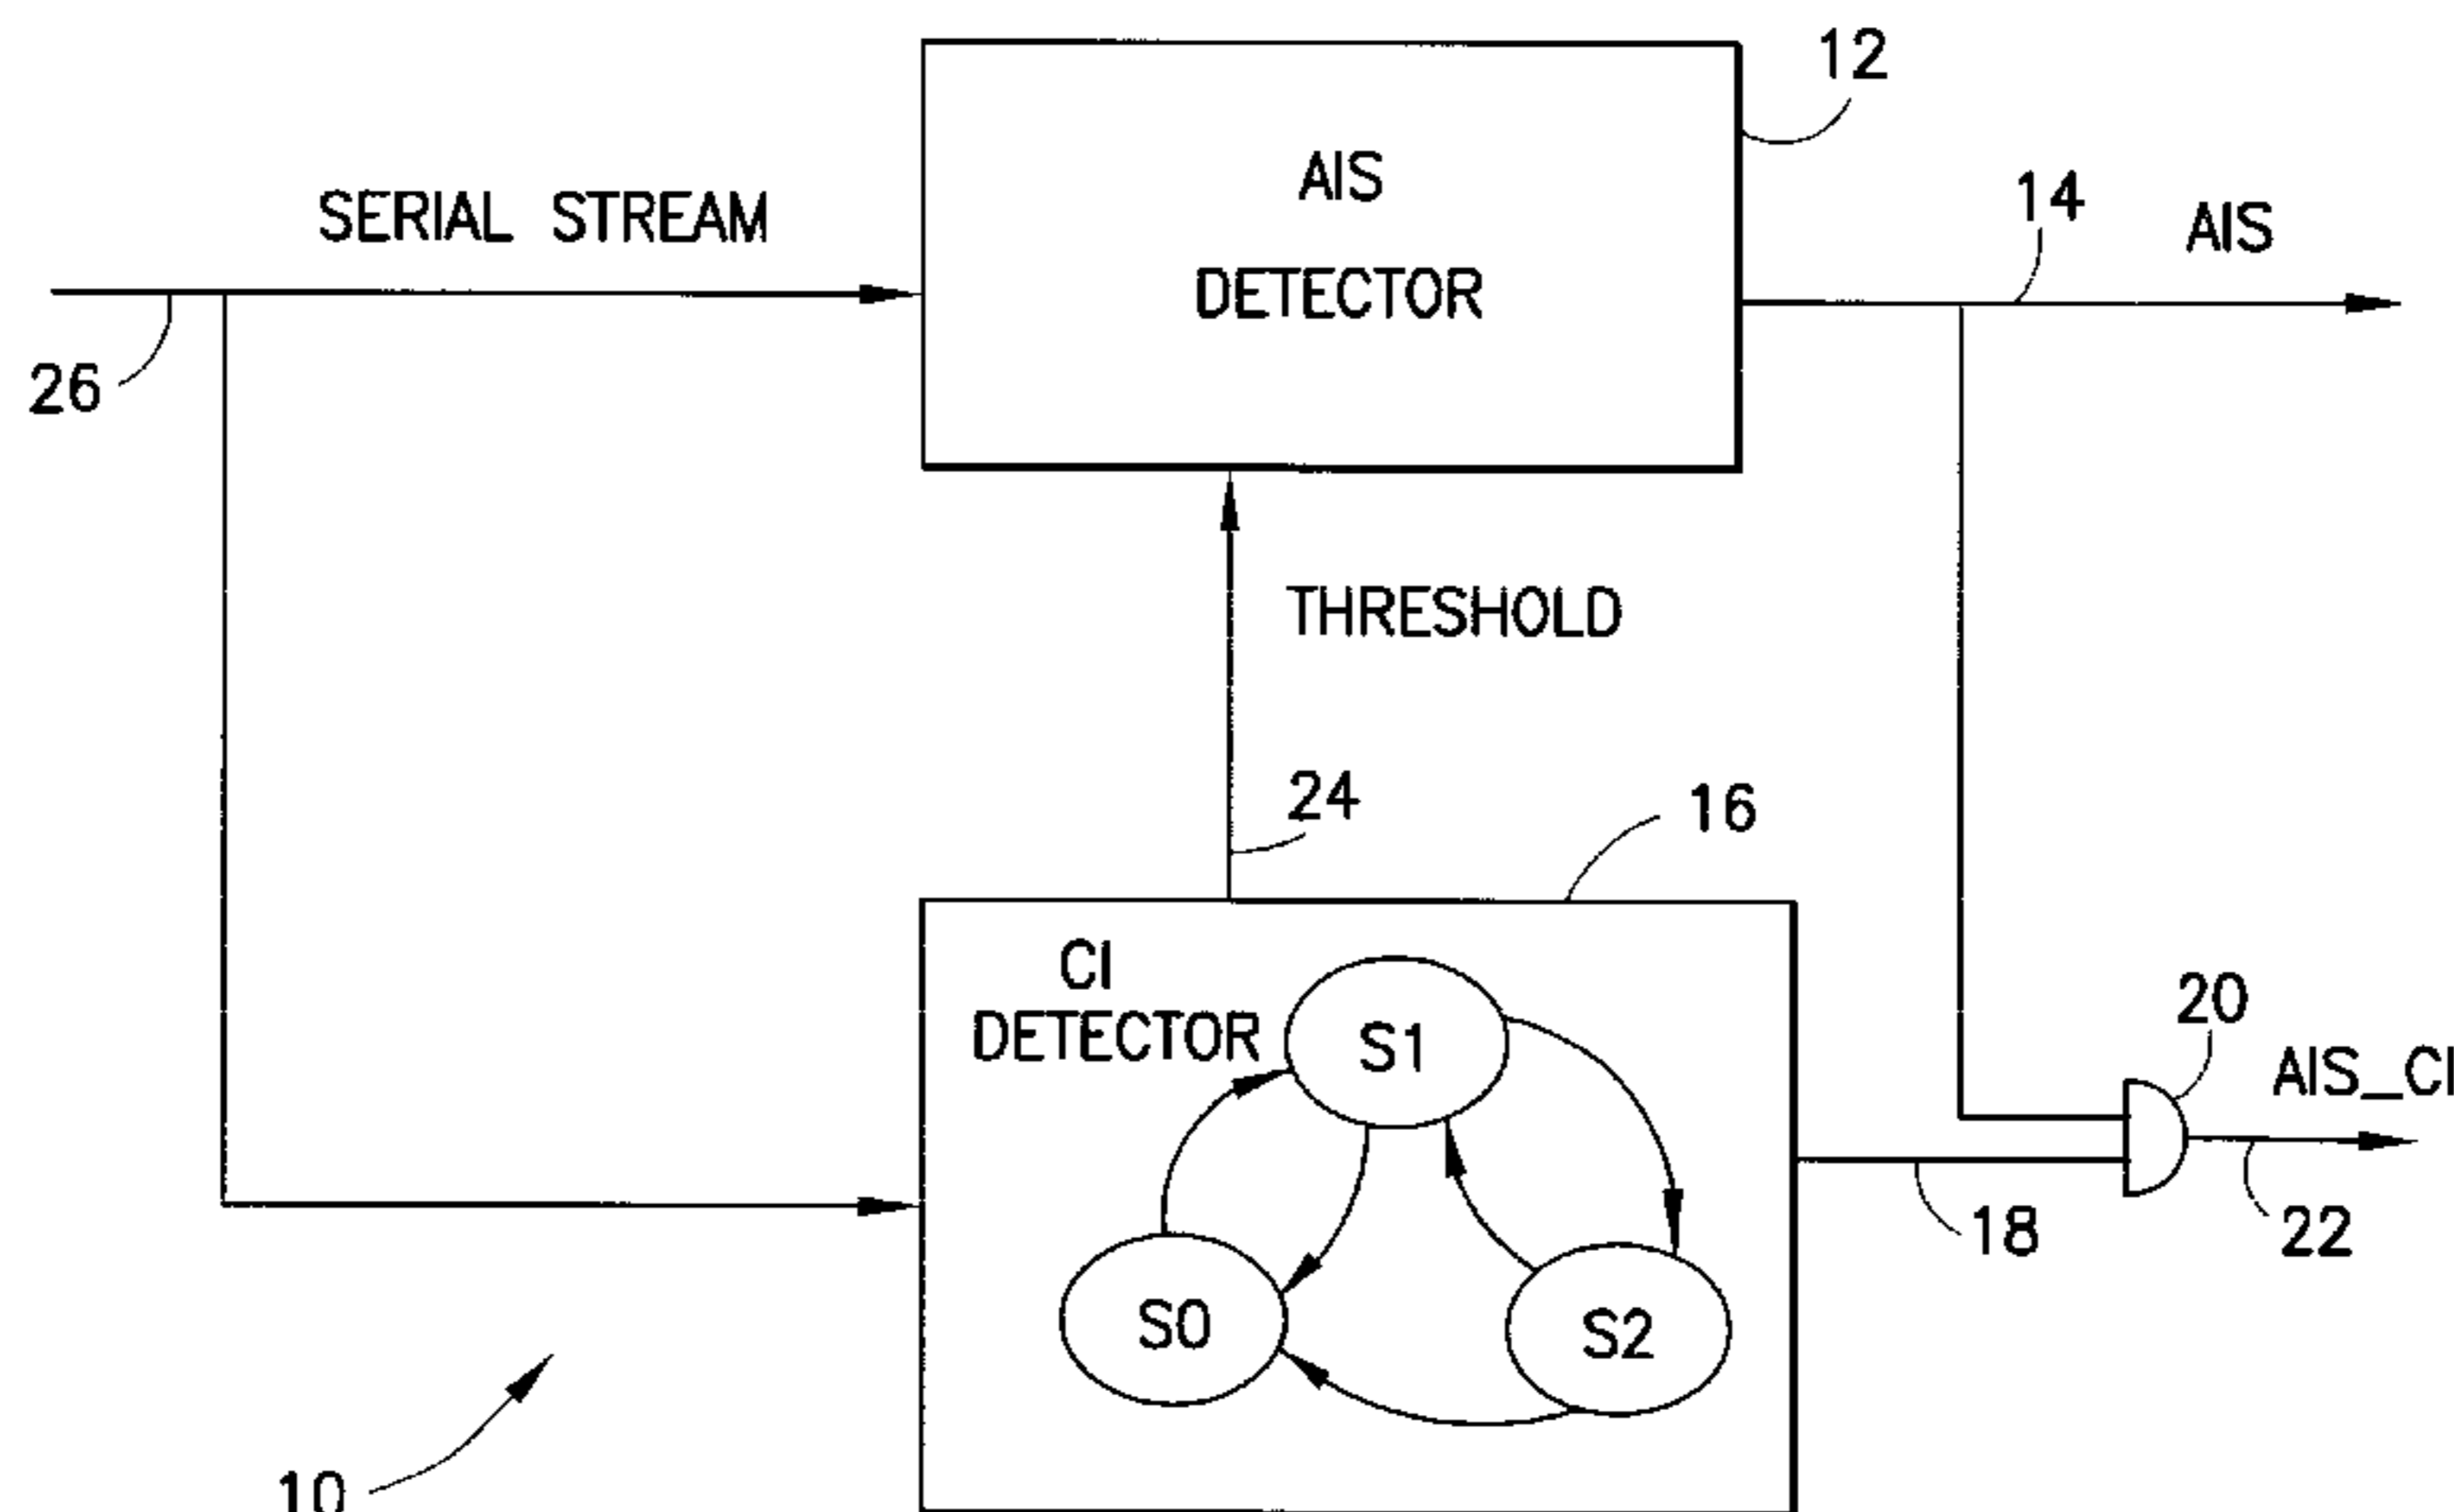 12
AIS
DETECTOR
SERIAL STREAM
14
AIS
26
THRESHOLD
24
16
CI
DETECTOR
S1
20
AIS_CI
S0
S2
18
22
10